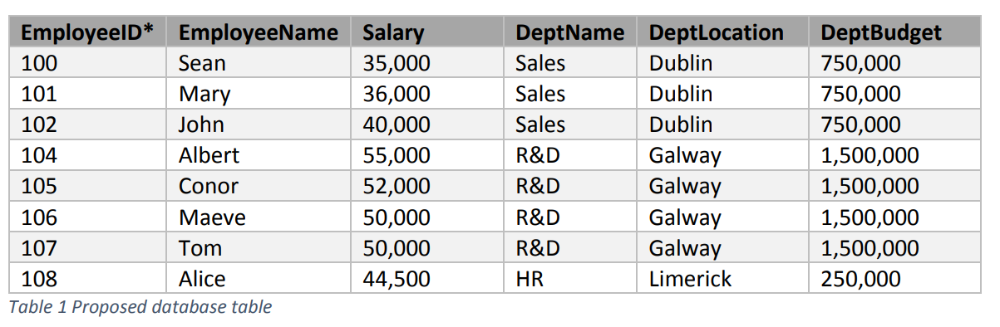 EmployeeID* EmployeeName Salary DeptName DeptLocation DeptBudget
100 Sean 35,000 Sales Dublin 750,000
101 Mary 36,000 Sales Dublin 750,000
102 John 40,000 Sales Dublin 750,000
104 Albert 55,000 R&D Galway 1,500,000
105 Conor 52,000 R&D Galway 1,500,000
106 Maeve 50,000 R&D Galway 1,500,000
107 Tom 50,000 R&D Galway 1,500,000
108 Alice 44,500 HR Limerick 250,000
Table 1 Proposed database table